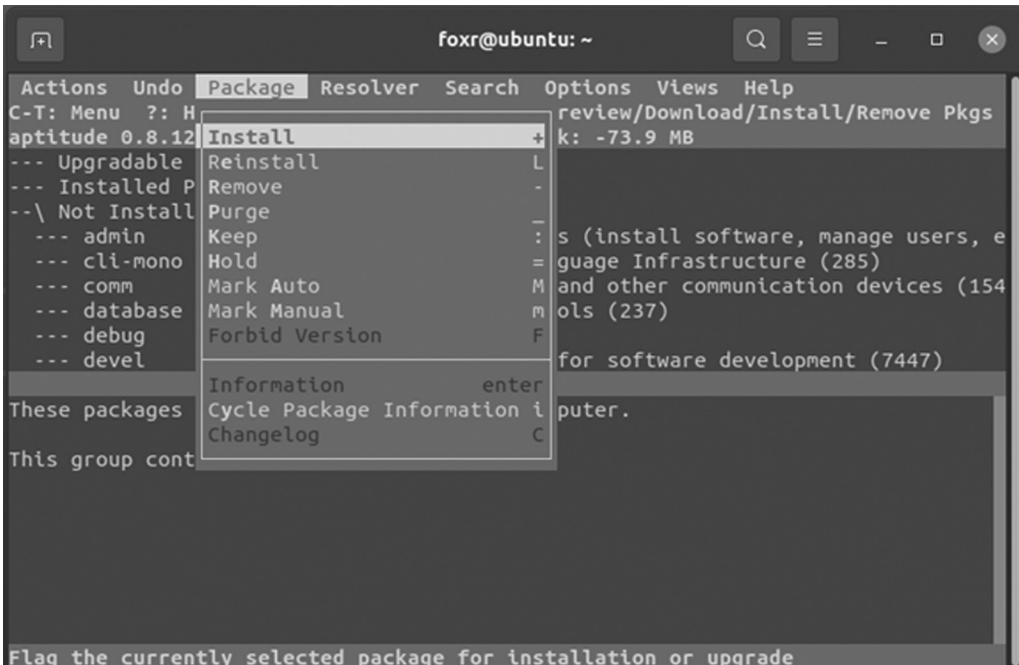 foxr@ubuntu: ~
Actions Undo Package Resolver Search Options Views Help
C-T: Menu ?: H review/Download/Install/Remove Pkgs
aptitude 0.8.12 Install + k: -73.9 MB
--- Upgradable Reinstall L
--- Installed P Remove -
--\ Not Install Purge _
--- admin Keep : s (install software, manage users, e
--- cli-mono Hold = guage Infrastructure (285)
--- comm Mark Auto M and other communication devices (154
--- database Mark Manual m ols (237)
--- debug Forbid Version F
--- devel for software development (7447)
Information enter
These packages Cycle Package Information i puter.
Changelog C
This group cont
Flag the currently selected package for installation or upgrade